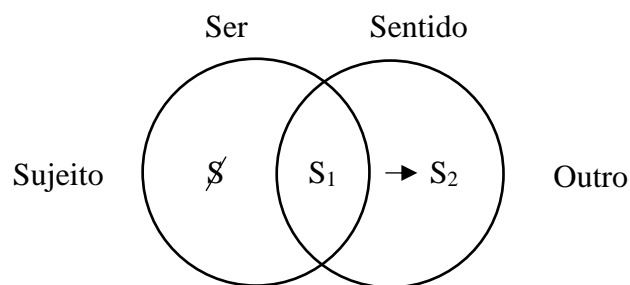 Ser Sentido
Sujeito $ S₁ → S₂ Outro